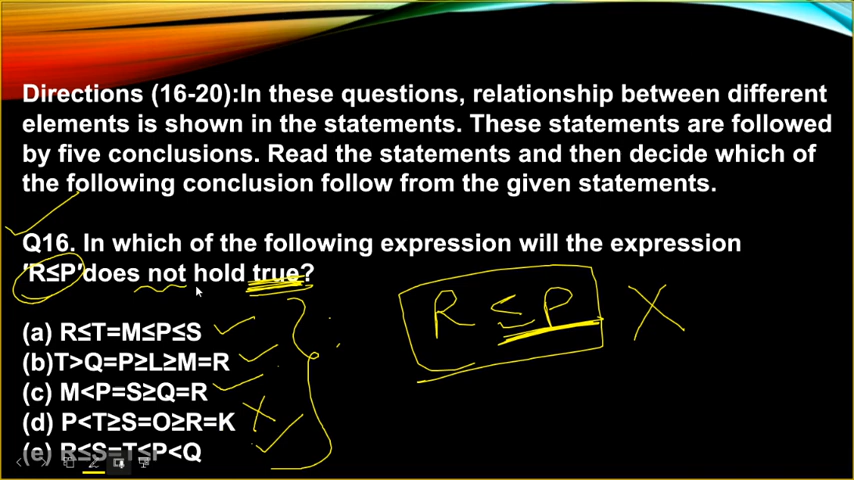 Directions (16-20):In these questions, relationship between different
elements is shown in the statements. These statements are followed
by five conclusions. Read the statements and then decide which of
the following conclusion follow from the given statements.
Q16. In which of the following expression will the expression
'R≤P'does not hold true?
R ≤ P X
(a) R≤T=M≤P≤S
(b)T>Q=P≥L≥M=R
(c) M<P=S≥Q=R
(d) P<T≥S=O≥R=K
(e) R≤S=T≤P<Q